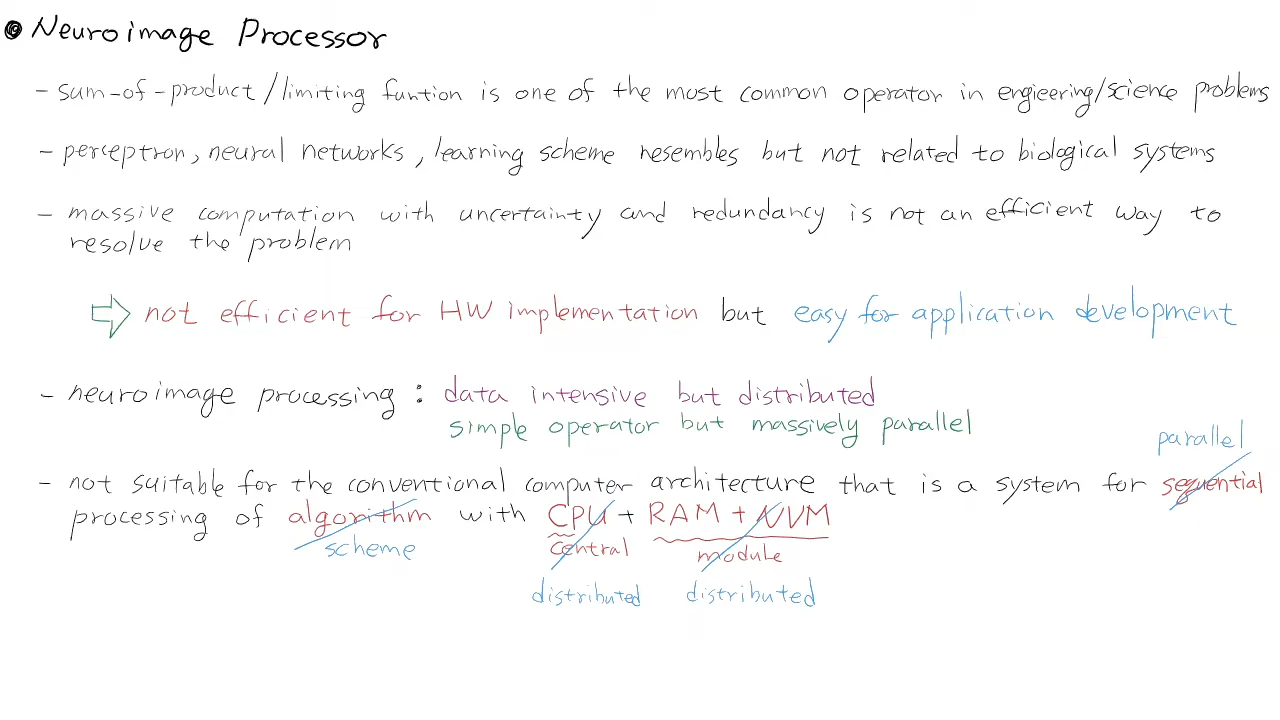 Neuroimage Processor
- sum-of-product/limiting funtion is one of the most common operator in engieering/science problems
- perceptron, neural networks, learning scheme resembles but not related to biological systems
- massive computation with uncertainty and redundancy is not an efficient way to
resolve the problem
⇨ not efficient for HW implementation but easy for application development
- neuroimage processing : data intensive but distributed
simple operator but massively parallel
parallel
- not suitable for the conventional computer architecture that is a system for sequential
processing of algorithm with CPU + RAM + NVM
scheme central module
distributed distributed